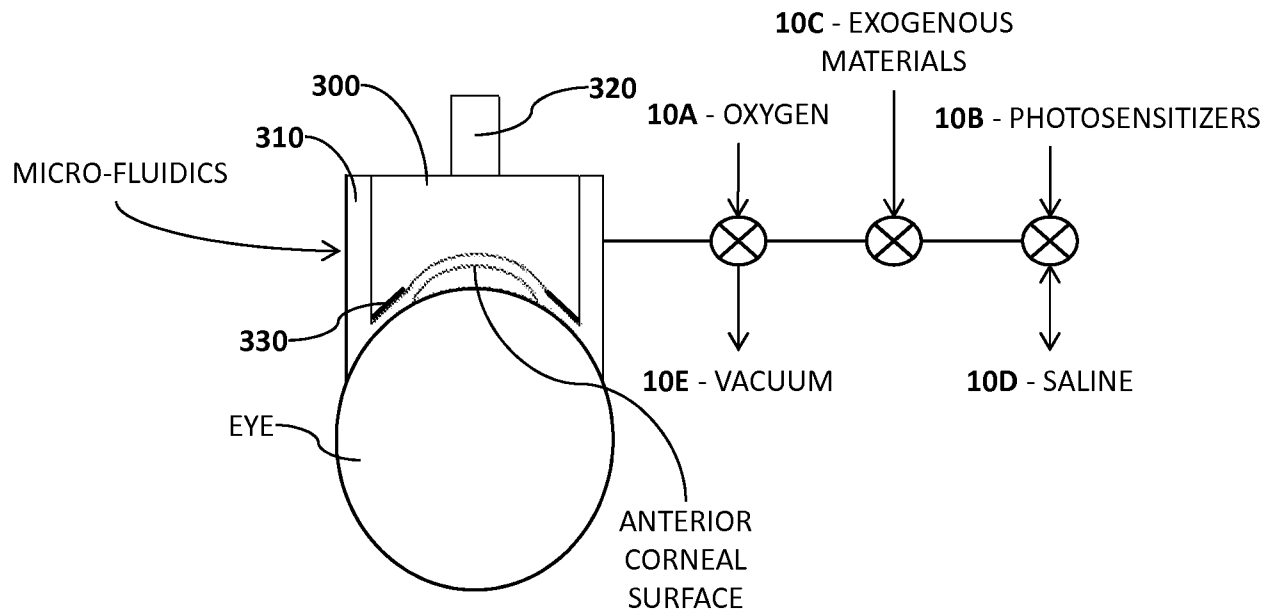 10C - EXOGENOUS
MATERIALS
300
320
10A - OXYGEN
10B - PHOTOSENSITIZERS
310
MICRO-FLUIDICS
330
10E - VACUUM
10D - SALINE
EYE
ANTERIOR
CORNEAL
SURFACE